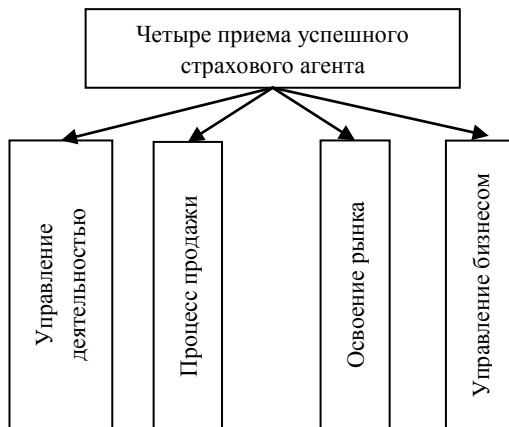 Четыре приема успешного
страхового агента
Управление
деятельностью
Процесс продажи
Освоение рынка
Управление бизнесом